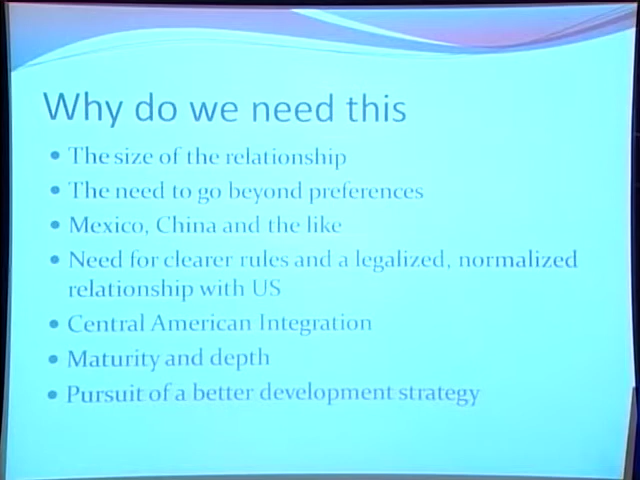 Why do we need this
• The size of the relationship
• The need to go beyond preferences
• Mexico, China and the like
• Need for clearer rules and a legalized, normalized
relationship with US
• Central American Integration
• Maturity and depth
• Pursuit of a better development strategy